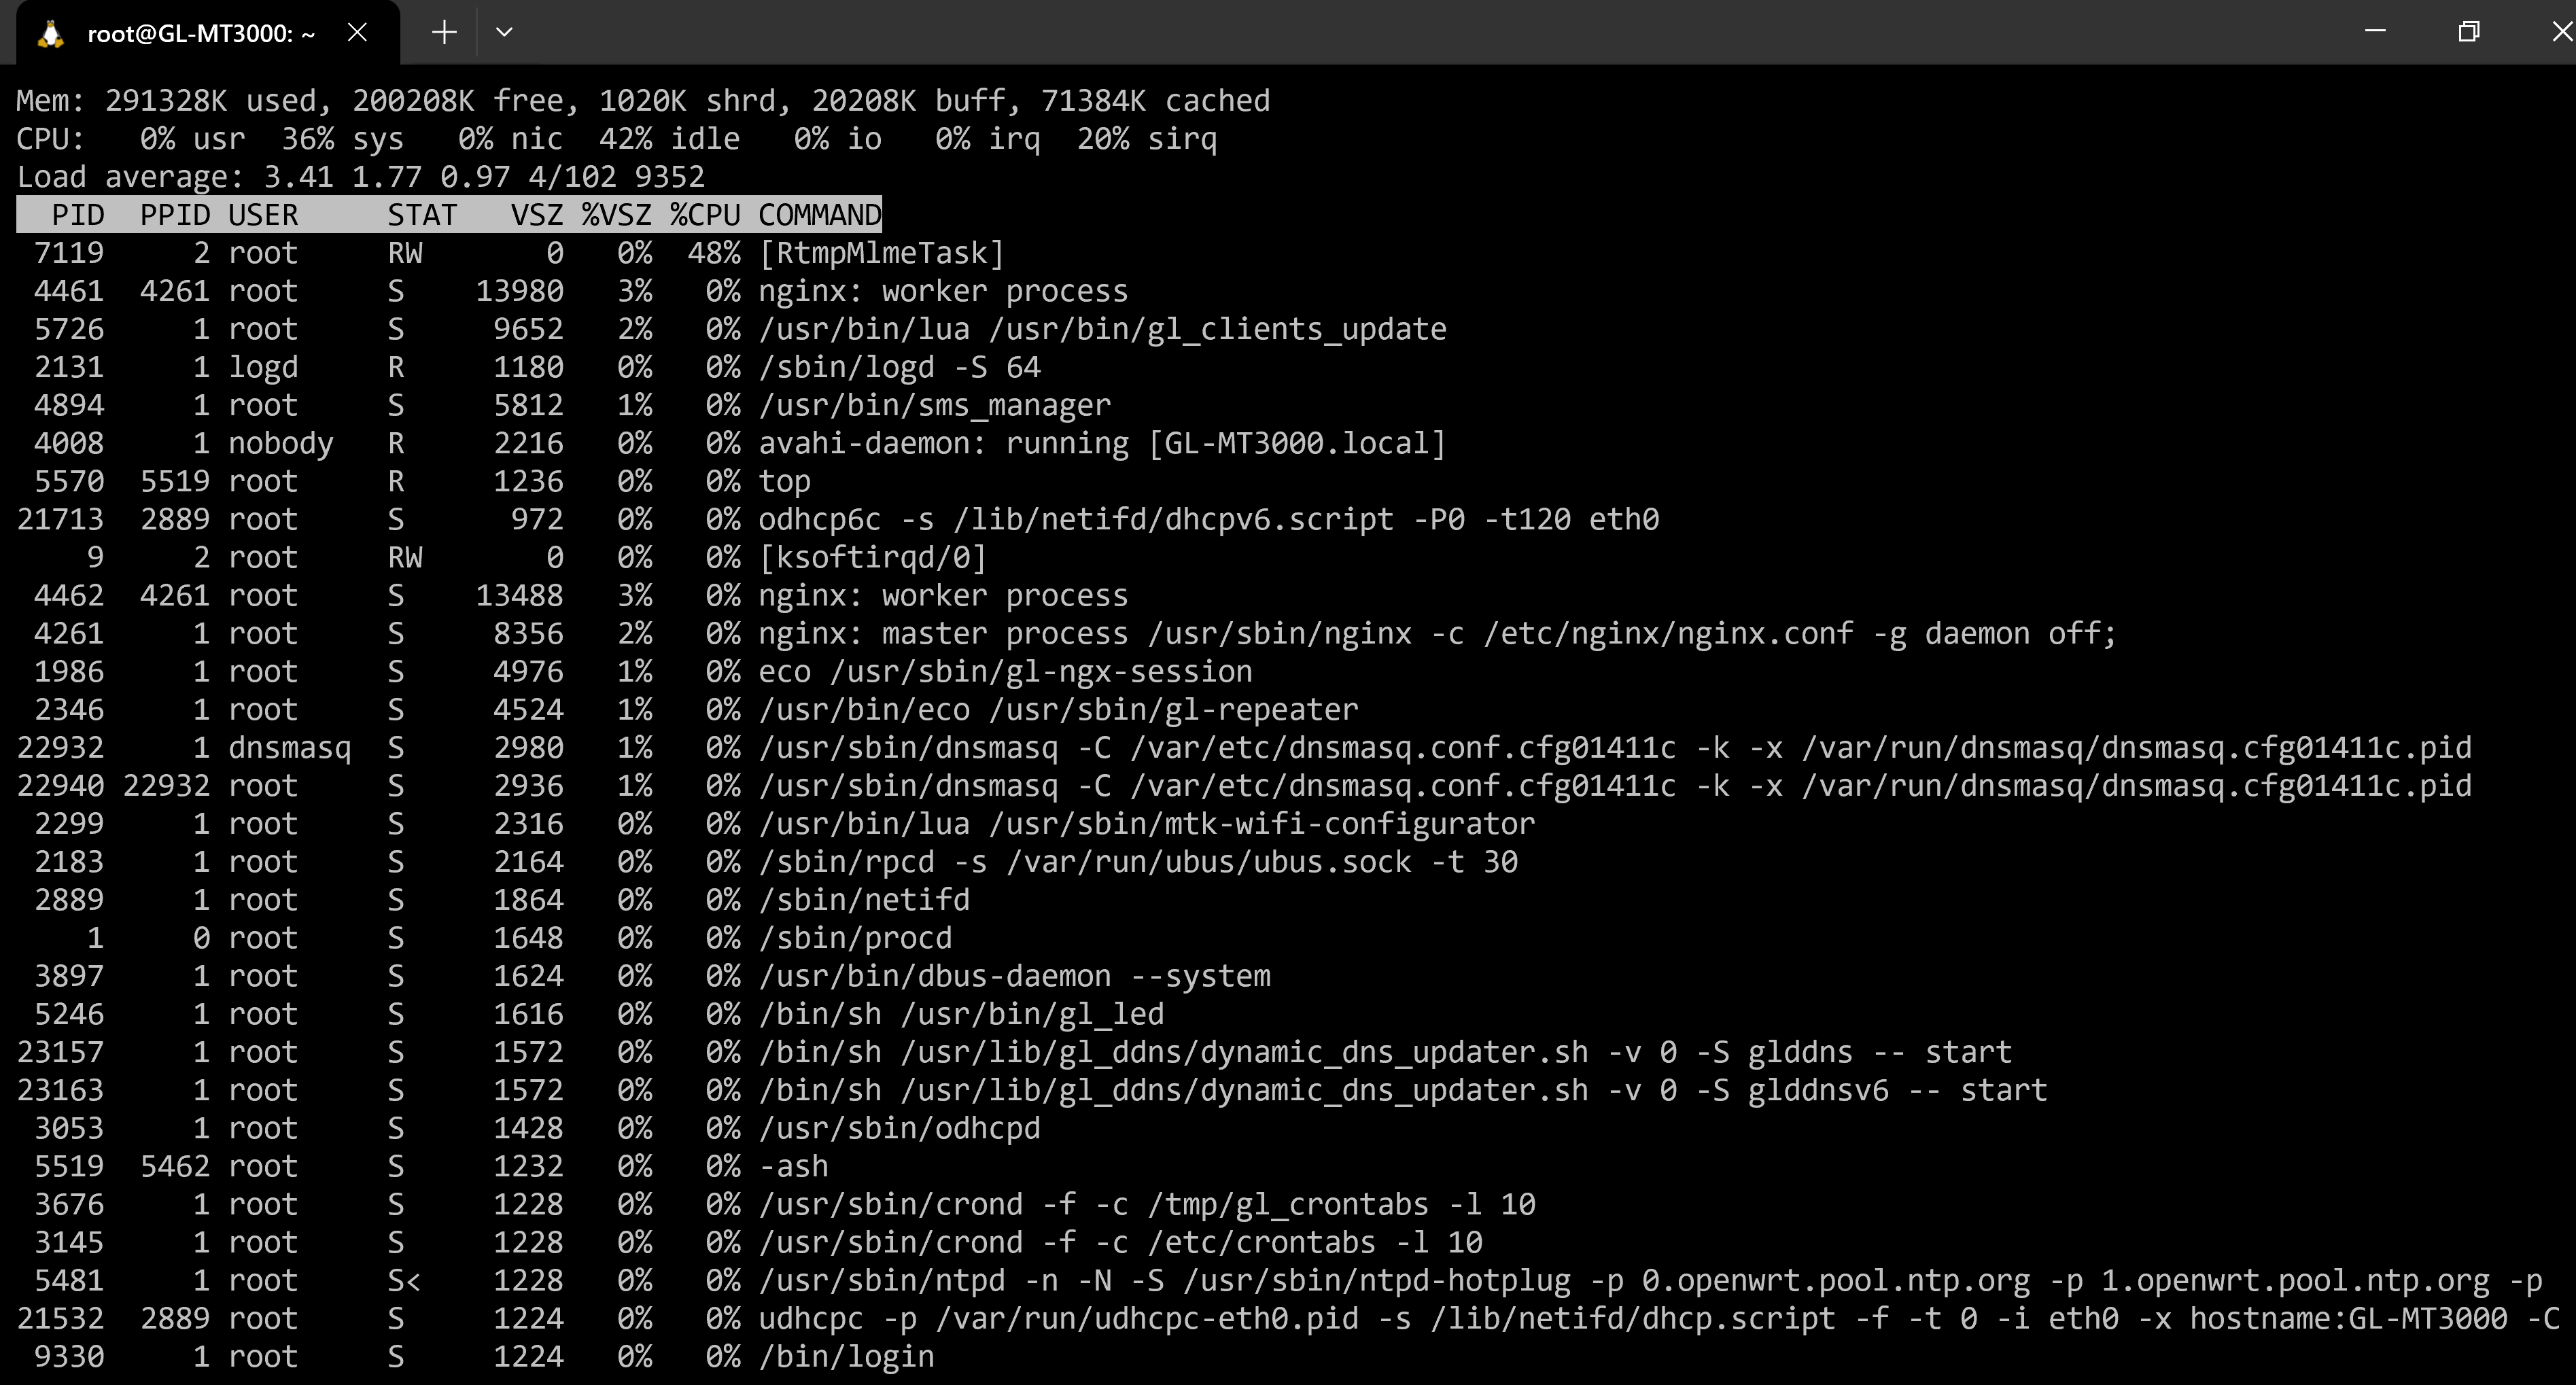 root@GL-MT3000: ~
Mem: 291328K used, 200208K free, 1020K shrd, 20208K buff, 71384K cached
CPU:   0% usr  36% sys   0% nic  42% idle   0% io   0% irq  20% sirq
Load average: 3.41 1.77 0.97 4/102 9352
  PID  PPID USER     STAT   VSZ %VSZ %CPU COMMAND
 7119     2 root     RW       0   0%  48% [RtmpMlmeTask]
 4461  4261 root     S    13980   3%   0% nginx: worker process
 5726     1 root     S     9652   2%   0% /usr/bin/lua /usr/bin/gl_clients_update
 2131     1 logd     R     1180   0%   0% /sbin/logd -S 64
 4894     1 root     S     5812   1%   0% /usr/bin/sms_manager
 4008     1 nobody   R     2216   0%   0% avahi-daemon: running [GL-MT3000.local]
 5570  5519 root     R     1236   0%   0% top
21713  2889 root     S      972   0%   0% odhcp6c -s /lib/netifd/dhcpv6.script -P0 -t120 eth0
    9     2 root     RW       0   0%   0% [ksoftirqd/0]
 4462  4261 root     S    13488   3%   0% nginx: worker process
 4261     1 root     S     8356   2%   0% nginx: master process /usr/sbin/nginx -c /etc/nginx/nginx.conf -g daemon off;
 1986     1 root     S     4976   1%   0% eco /usr/sbin/gl-ngx-session
 2346     1 root     S     4524   1%   0% /usr/bin/eco /usr/sbin/gl-repeater
22932     1 dnsmasq  S     2980   1%   0% /usr/sbin/dnsmasq -C /var/etc/dnsmasq.conf.cfg01411c -k -x /var/run/dnsmasq/dnsmasq.cfg01411c.pid
22940 22932 root     S     2936   1%   0% /usr/sbin/dnsmasq -C /var/etc/dnsmasq.conf.cfg01411c -k -x /var/run/dnsmasq/dnsmasq.cfg01411c.pid
 2299     1 root     S     2316   0%   0% /usr/bin/lua /usr/sbin/mtk-wifi-configurator
 2183     1 root     S     2164   0%   0% /sbin/rpcd -s /var/run/ubus/ubus.sock -t 30
 2889     1 root     S     1864   0%   0% /sbin/netifd
    1     0 root     S     1648   0%   0% /sbin/procd
 3897     1 root     S     1624   0%   0% /usr/bin/dbus-daemon --system
 5246     1 root     S     1616   0%   0% /bin/sh /usr/bin/gl_led
23157     1 root     S     1572   0%   0% /bin/sh /usr/lib/gl_ddns/dynamic_dns_updater.sh -v 0 -S glddns -- start
23163     1 root     S     1572   0%   0% /bin/sh /usr/lib/gl_ddns/dynamic_dns_updater.sh -v 0 -S glddnsv6 -- start
 3053     1 root     S     1428   0%   0% /usr/sbin/odhcpd
 5519  5462 root     S     1232   0%   0% -ash
 3676     1 root     S     1228   0%   0% /usr/sbin/crond -f -c /tmp/gl_crontabs -l 10
 3145     1 root     S     1228   0%   0% /usr/sbin/crond -f -c /etc/crontabs -l 10
 5481     1 root     S<    1228   0%   0% /usr/sbin/ntpd -n -N -S /usr/sbin/ntpd-hotplug -p 0.openwrt.pool.ntp.org -p 1.openwrt.pool.ntp.org -p
21532  2889 root     S     1224   0%   0% udhcpc -p /var/run/udhcpc-eth0.pid -s /lib/netifd/dhcp.script -f -t 0 -i eth0 -x hostname:GL-MT3000 -C
 9330     1 root     S     1224   0%   0% /bin/login